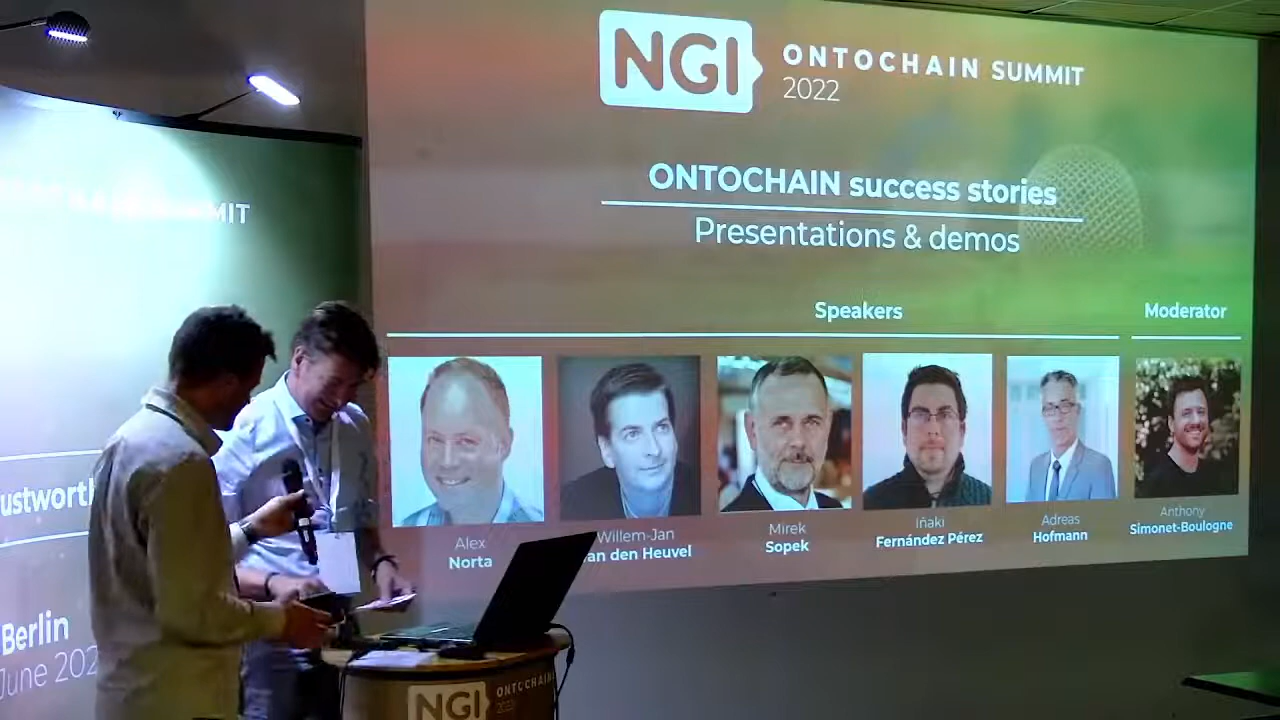 NGI
ONTOCHAIN SUMMIT
2022
ONTOCHAIN success stories
Presentations & demos
Speakers
Moderator
Alex
Norta
Willem-Jan
an den Heuvel
Mirek
Sopek
Iñaki
Fernández Pérez
Adreas
Hofmann
Anthony
Simonet-Boulogne
MIT
ustworth
Berlin
June 202
NGI
ONTOCHAIN